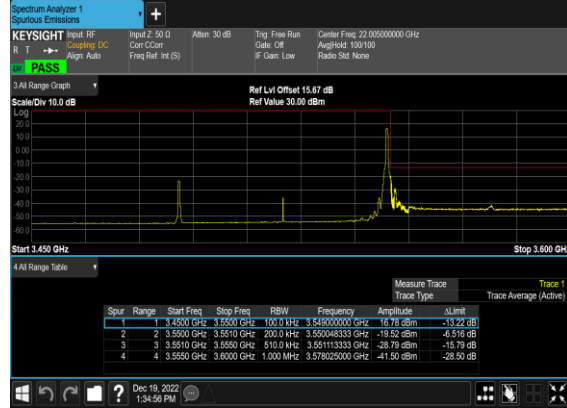 Spectrum Analyzer 1
Spurious Emissions
+
KEYSIGHT Input: RF Input Z: 50 Ω Atten: 30 dB Trig: Free Run Center Freq: 22.005000000 GHz
R T Coupling: DC Corr CCorr Gate: Off Avg|Hold: 100/100
Align: Auto Freq Ref: Int (S) IF Gain: Low Radio Std: None
PASS
3 All Range Graph
Ref Lvl Offset 15.67 dB
Scale/Div 10.0 dB Ref Value 30.00 dBm
Log
20.0
10.0
0.00
-10.0
-20.0
-30.0
-40.0
-50.0
-60.0
Start 3.450 GHz Stop 3.600 GHz
4 All Range Table
Measure Trace Trace 1
Trace Type Trace Average (Active)
Spur Range Start Freq Stop Freq RBW Frequency Amplitude ΔLimit
1 1 3.4500 GHz 3.5500 GHz 100.0 kHz 3.549000000 GHz 16.78 dBm -13.22 dB
2 2 3.5500 GHz 3.5510 GHz 200.0 kHz 3.550048333 GHz -19.52 dBm -6.516 dB
3 3 3.5510 GHz 3.5550 GHz 510.0 kHz 3.551113333 GHz -28.79 dBm -15.79 dB
4 4 3.5550 GHz 3.6000 GHz 1.000 MHz 3.578025000 GHz -41.50 dBm -28.50 dB
? Dec 19, 2022
1:34:56 PM